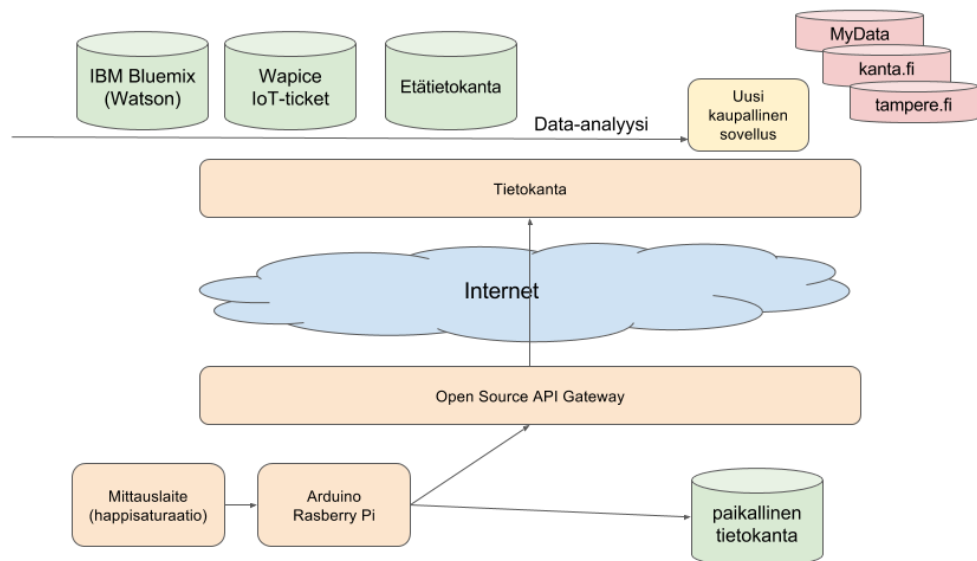 MyData
kanta.fi
tampere.fi
IBM Bluemix
(Watson)
Wapice
IoT-ticket
Etätietokanta
Uusi
kaupallinen
sovellus
Data-analyysi
Tietokanta
Internet
Open Source API Gateway
Mittauslaite
(happisaturaatio)
Arduino
Rasberry Pi
paikallinen
tietokanta